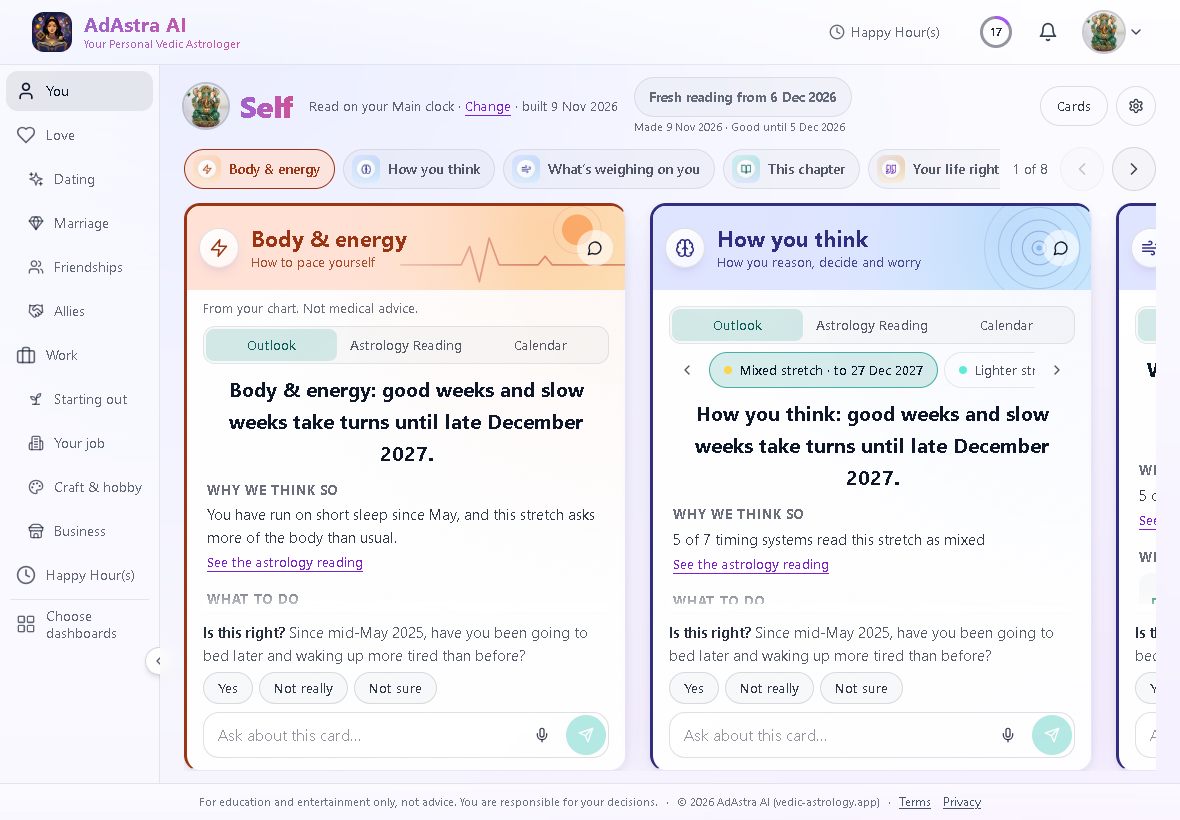 AdAstra AI
Your Personal Vedic Astrologer
Happy Hour(s)
17
You
Love
Dating
Marriage
Friendships
Allies
Work
Starting out
Your job
Craft & hobby
Business
Happy Hour(s)
Choose
dashboards
Self
Read on your Main clock · Change · built 9 Nov 2026
Fresh reading from 6 Dec 2026
Made 9 Nov 2026 · Good until 5 Dec 2026
Cards
Body & energy
How you think
What's weighing on you
This chapter
Your life right
1 of 8
Body & energy
How to pace yourself
From your chart. Not medical advice.
Outlook
Astrology Reading
Calendar
Body & energy: good weeks and slow
weeks take turns until late December
2027.
WHY WE THINK SO
You have run on short sleep since May, and this stretch asks
more of the body than usual.
See the astrology reading
WHAT TO DO
Is this right? Since mid-May 2025, have you been going to
bed later and waking up more tired than before?
Yes
Not really
Not sure
Ask about this card...
How you think
How you reason, decide and worry
Outlook
Astrology Reading
Calendar
Mixed stretch · to 27 Dec 2027
Lighter str
How you think: good weeks and slow
weeks take turns until late December
2027.
WHY WE THINK SO
5 of 7 timing systems read this stretch as mixed
See the astrology reading
WHAT TO DO
Is this right? Since mid-May 2025, have you been going to
bed later and waking up more tired than before?
Yes
Not really
Not sure
Ask about this card...
For education and entertainment only, not advice. You are responsible for your decisions. · © 2026 AdAstra AI (vedic-astrology.app) · Terms Privacy